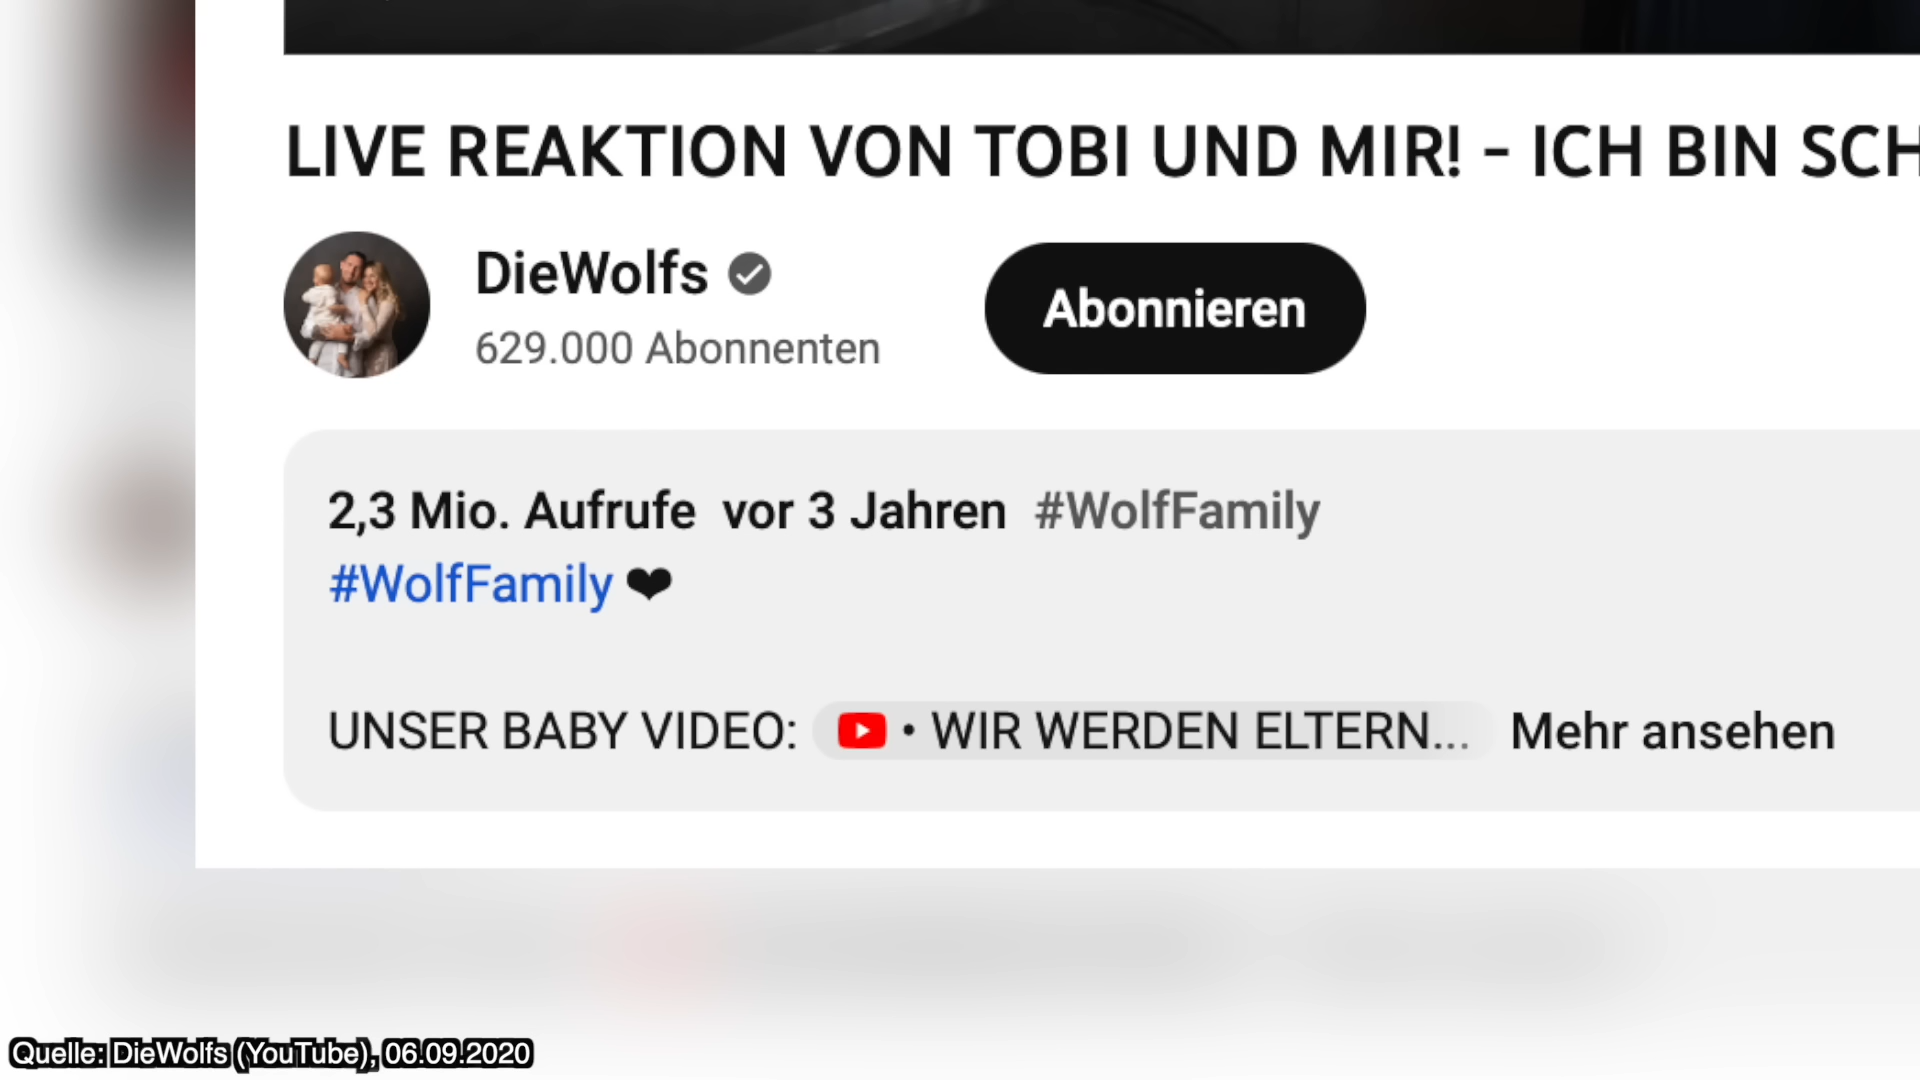 LIVE REAKTION VON TOBI UND MIR! - ICH BIN SCH
DieWolfs
629.000 Abonnenten
Abonnieren
2,3 Mio. Aufrufe vor 3 Jahren #WolfFamily
#WolfFamily ❤
UNSER BABY VIDEO: • WIR WERDEN ELTERN... Mehr ansehen
Quelle: DieWolfs (YouTube), 06.09.2020